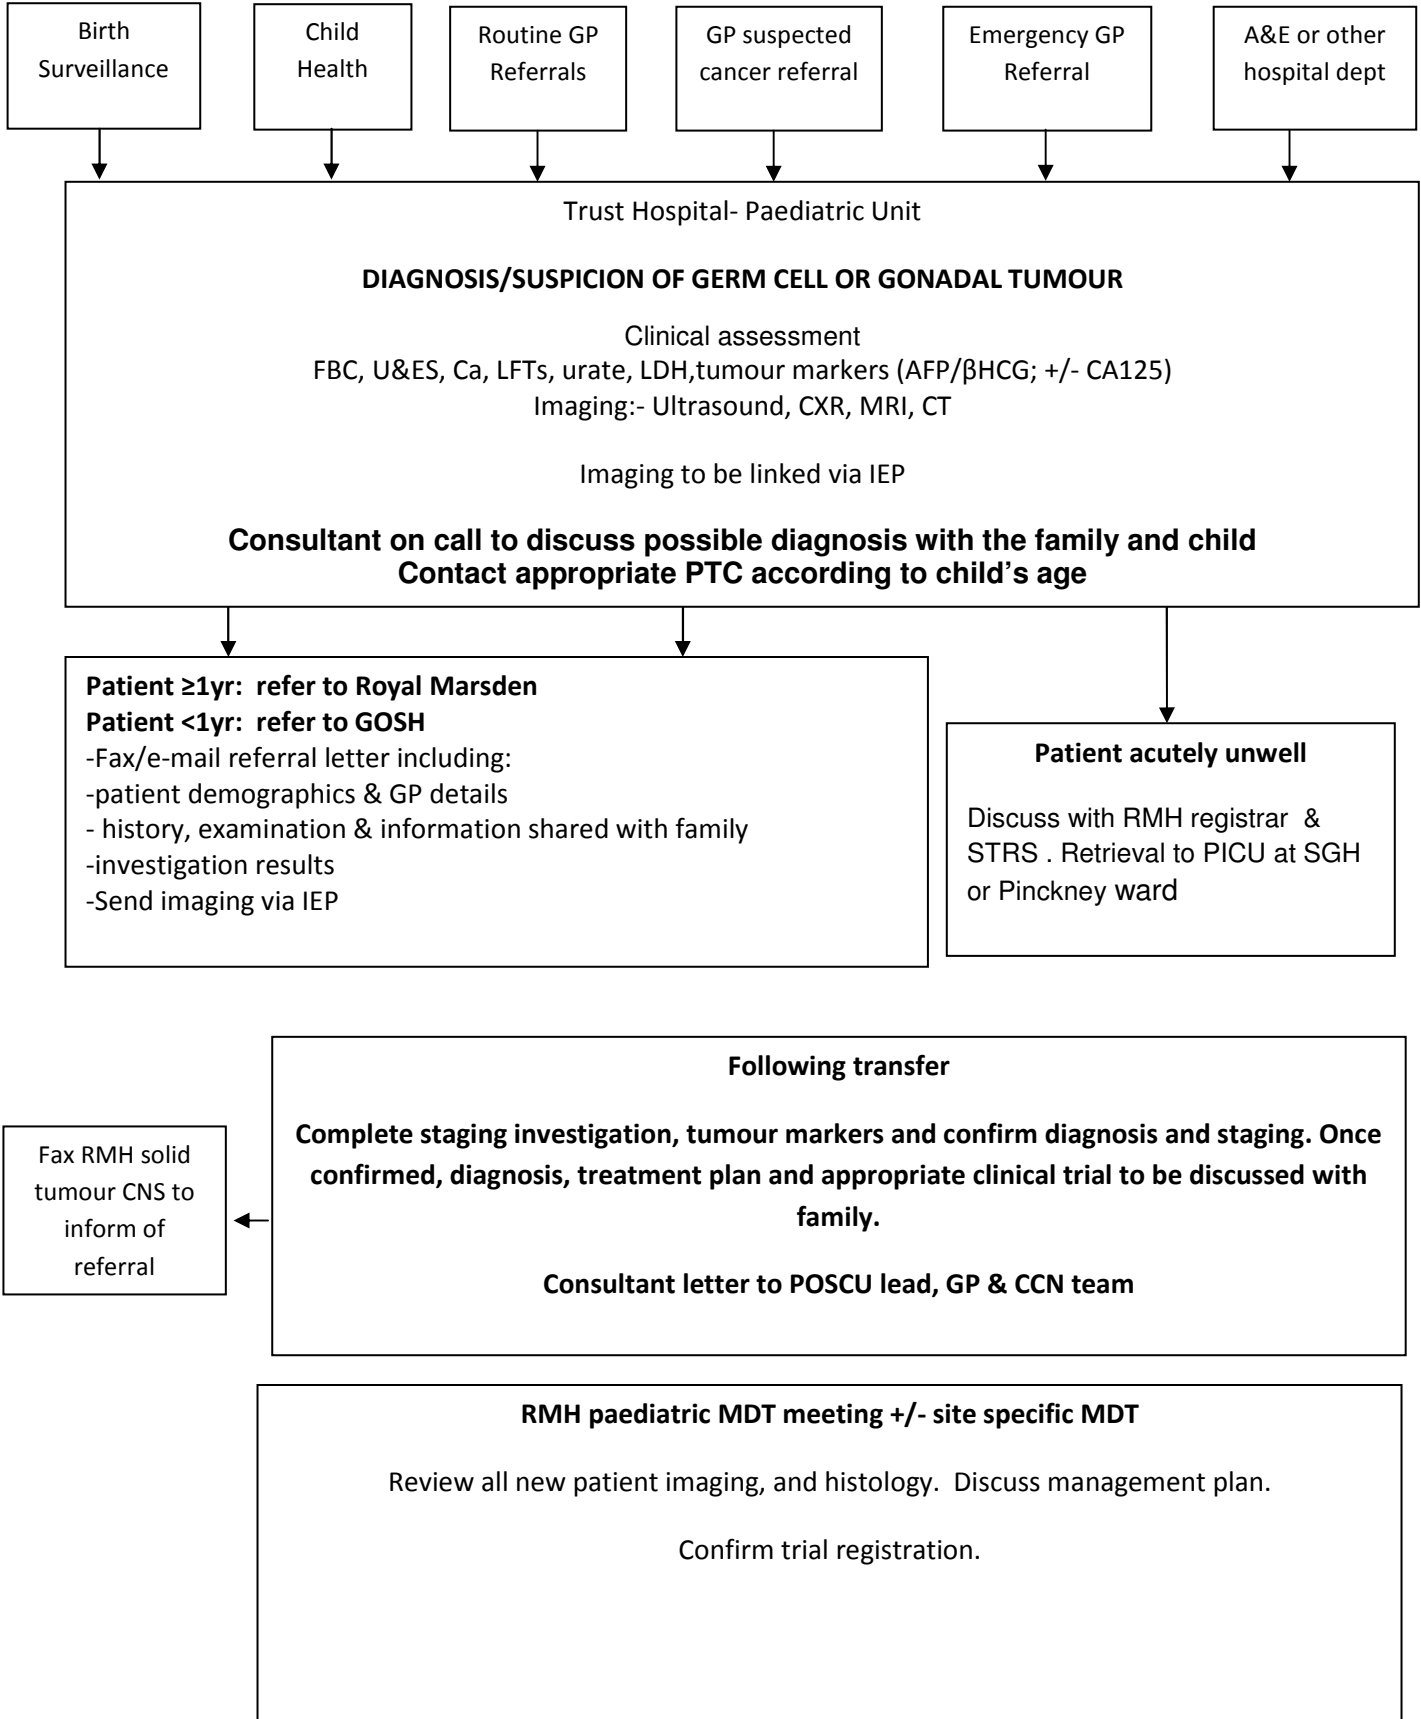 Birth
Surveillance
Child
Health
Routine GP
Referrals
GP suspected
cancer referral
Emergency GP
Referral
A&E or other
hospital dept
Trust Hospital- Paediatric Unit
DIAGNOSIS/SUSPICION OF GERM CELL OR GONADAL TUMOUR
Clinical assessment
FBC, U&ES, Ca, LFTs, urate, LDH,tumour markers (AFP/βHCG; +/- CA125)
Imaging:- Ultrasound, CXR, MRI, CT
Imaging to be linked via IEP
Consultant on call to discuss possible diagnosis with the family and child
Contact appropriate PTC according to child’s age
Patient ≥1yr:  refer to Royal Marsden
Patient <1yr:  refer to GOSH
-Fax/e-mail referral letter including:
-patient demographics & GP details
- history, examination & information shared with family
-investigation results
-Send imaging via IEP
Patient acutely unwell
Discuss with RMH registrar  &
STRS . Retrieval to PICU at SGH
or Pinckney ward
Following transfer
Complete staging investigation, tumour markers and confirm diagnosis and staging. Once
confirmed, diagnosis, treatment plan and appropriate clinical trial to be discussed with
family.
Consultant letter to POSCU lead, GP & CCN team
Fax RMH solid
tumour CNS to
inform of
referral
RMH paediatric MDT meeting +/- site specific MDT
Review all new patient imaging, and histology.  Discuss management plan.
Confirm trial registration.